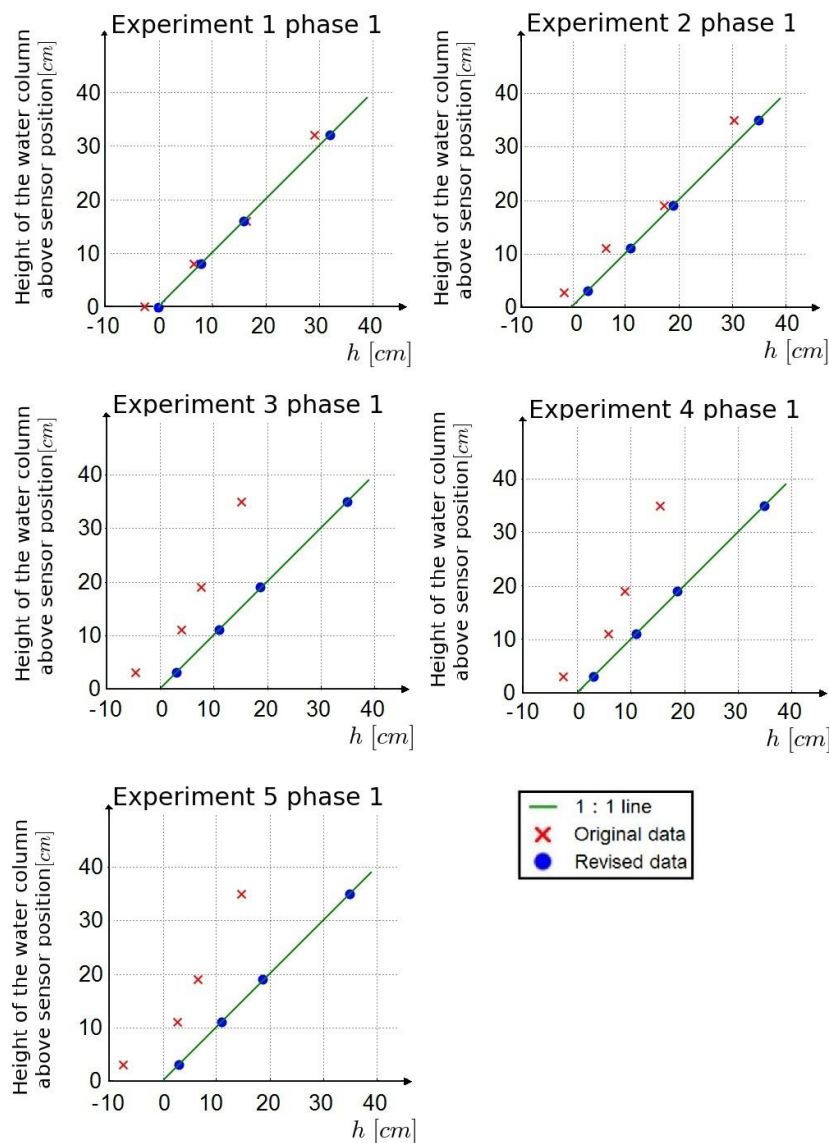 Experiment 1 phase 1
Height of the water column
above sensor position[cm]
40
30
20
10
0
-10 0 10 20 30 40
h [cm]
Experiment 2 phase 1
Height of the water column
above sensor position[cm]
40
30
20
10
0
-10 0 10 20 30 40
h [cm]
Experiment 3 phase 1
Height of the water column
above sensor position[cm]
40
30
20
10
0
-10 0 10 20 30 40
h [cm]
Experiment 4 phase 1
Height of the water column
above sensor position[cm]
40
30
20
10
0
-10 0 10 20 30 40
h [cm]
Experiment 5 phase 1
Height of the water column
above sensor position[cm]
40
30
20
10
0
-10 0 10 20 30 40
h [cm]
1 : 1 line
Original data
Revised data